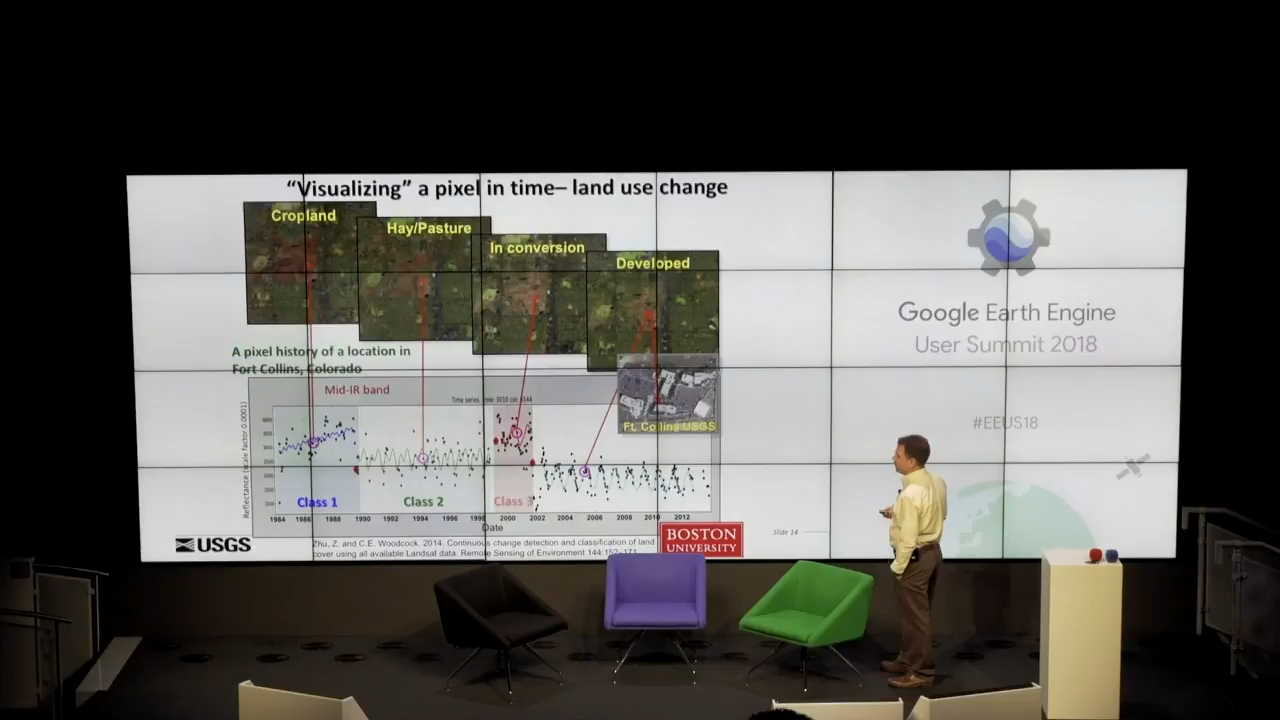 “Visualizing” a pixel in time– land use change
Cropland
Hay/Pasture
In conversion
Developed
A pixel history of a location in
Fort Collins, Colorado
Mid-IR band
Ft. Collins USGS
Reflectance (scale factor 0.0001)
Class 1
Class 2
Class 3
1984 1986 1988 1990 1992 1994 1996 1998 2000 2002 2004 2006 2008 2010 2012
Date
USGS
Zhu, Z. and C.E. Woodcock. 2014. Continuous change detection and classification of land
cover using all available Landsat data. Remote Sensing of Environment 144:152–171.
BOSTON
UNIVERSITY
Slide 14
Google Earth Engine
User Summit 2018
#EEUS18